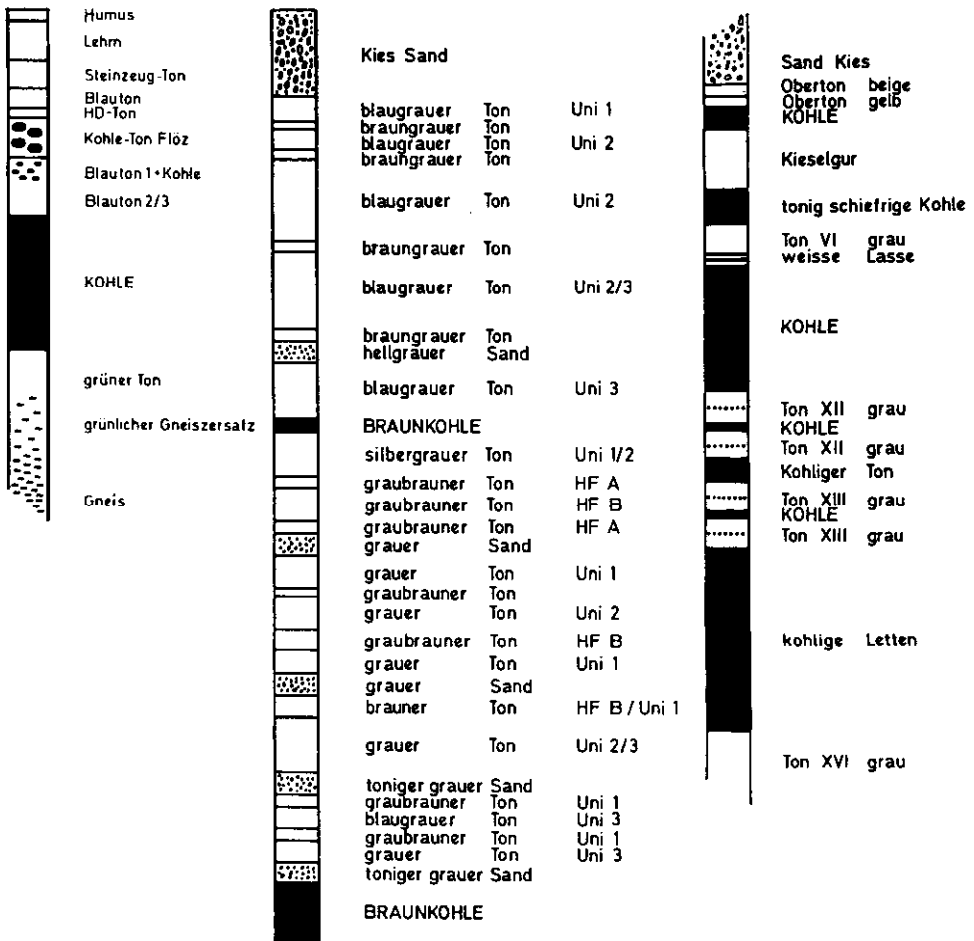 Humus
Lehm
Steinzeug-Ton
Blauton
HD-Ton
Kohle-Ton Flöz
Blauton 1+Kohle
Blauton 2/3
KOHLE
grüner Ton
grünlicher Gneiszersatz
Gneis
Kies Sand
blaugrauer Ton Uni 1
braungrauer Ton
blaugrauer Ton Uni 2
braungrauer Ton
blaugrauer Ton Uni 2
braungrauer Ton
blaugrauer Ton Uni 2/3
braungrauer Ton
hellgrauer Sand
blaugrauer Ton Uni 3
BRAUNKOHLE
silbergrauer Ton Uni 1/2
graubrauner Ton HF A
graubrauner Ton HF B
graubrauner Ton HF A
grauer Sand
grauer Ton Uni 1
graubrauner Ton
grauer Ton Uni 2
graubrauner Ton HF B
grauer Ton Uni 1
grauer Sand
brauner Ton HF B / Uni 1
grauer Ton Uni 2/3
toniger grauer Sand
graubrauner Ton Uni 1
blaugrauer Ton Uni 3
graubrauner Ton Uni 1
grauer Ton Uni 3
toniger grauer Sand
BRAUNKOHLE
Sand Kies
Oberton beige
Oberton gelb
KOHLE
Kieselgur
tonig schiefrige Kohle
Ton VI grau
weisse Lasse
KOHLE
Ton XII grau
KOHLE
Ton XII grau
Kohliger Ton
Ton XIII grau
KOHLE
Ton XIII grau
kohlige Letten
Ton XVI grau